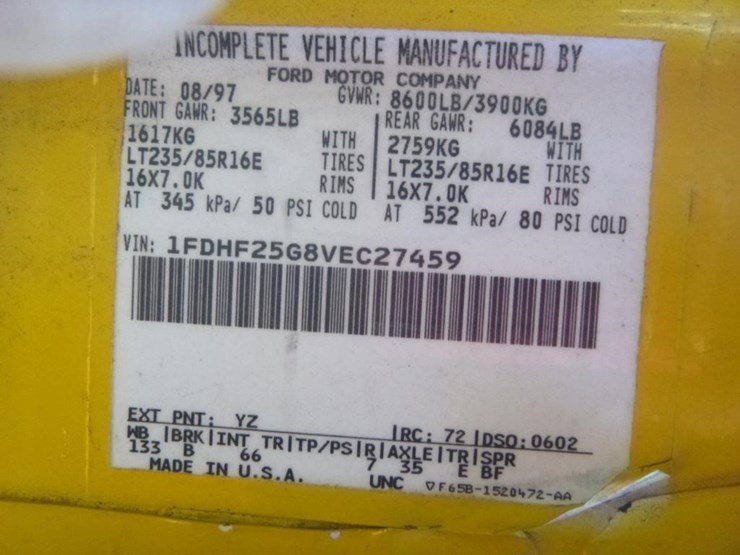 INCOMPLETE VEHICLE MANUFACTURED BY
FORD MOTOR COMPANY
DATE: 08/97 GVWR: 8600LB/3900KG
FRONT GAWR: 3565LB REAR GAWR: 6084LB
1617KG WITH 2759KG WITH
LT235/85R16E TIRES LT235/85R16E TIRES
16X7.0K RIMS 16X7.0K RIMS
AT 345 kPa/ 50 PSI COLD AT 552 kPa/ 80 PSI COLD
VIN: 1FDHF25G8VEC27459
EXT PNT: YZ RC: 72 DSO: 0602
WB BRK INT TR TP/PS R AXLE TR SPR
133 B 66 7 35 E BF
MADE IN U.S.A. UNC F65B-1520472-AA